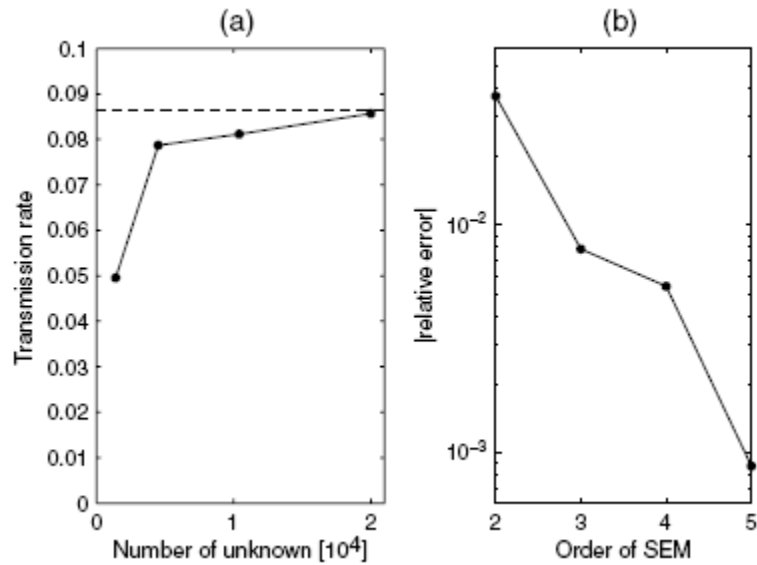 (a)
0.1
0.09
0.08
0.07
0.06
0.05
0.04
0.03
0.02
0.01
0
0 1 2
Transmission rate
Number of unknown [10⁴]
(b)
10⁻²
10⁻³
2 3 4 5
|relative error|
Order of SEM